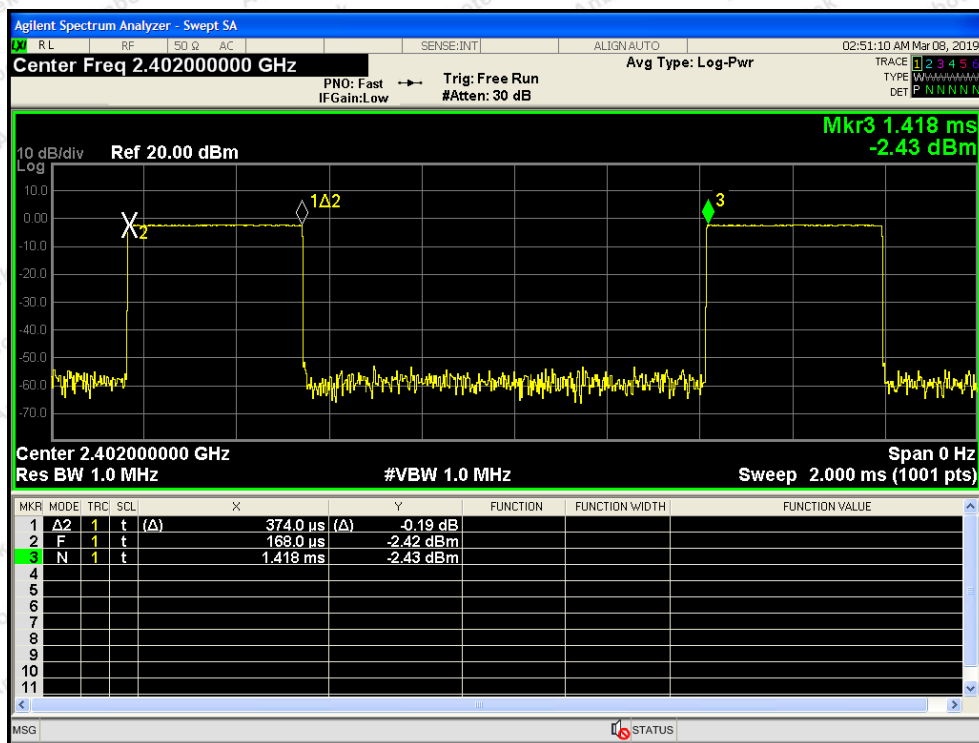 Agilent Spectrum Analyzer - Swept SA
LXI RL RF 50 Ω AC SENSE:INT ALIGN AUTO 02:51:10 AM Mar 08, 2019
Center Freq 2.402000000 GHz Avg Type: Log-Pwr TRACE 1 2 3 4 5 6
PNO: Fast Trig: Free Run TYPE WWWWWW
IFGain:Low #Atten: 30 dB DET P N N N N N
Mkr3 1.418 ms
10 dB/div Ref 20.00 dBm -2.43 dBm
Log
10.0
0.00
-10.0
-20.0
-30.0
-40.0
-50.0
-60.0
-70.0
1Δ2
X2
3
Center 2.402000000 GHz Span 0 Hz
Res BW 1.0 MHz #VBW 1.0 MHz Sweep 2.000 ms (1001 pts)
MKR MODE TRC SCL X Y FUNCTION FUNCTION WIDTH FUNCTION VALUE
1 Δ2 1 t (Δ) 374.0 µs (Δ) -0.19 dB
2 F 1 t 168.0 µs -2.42 dBm
3 N 1 t 1.418 ms -2.43 dBm
4
5
6
7
8
9
10
11
MSG STATUS